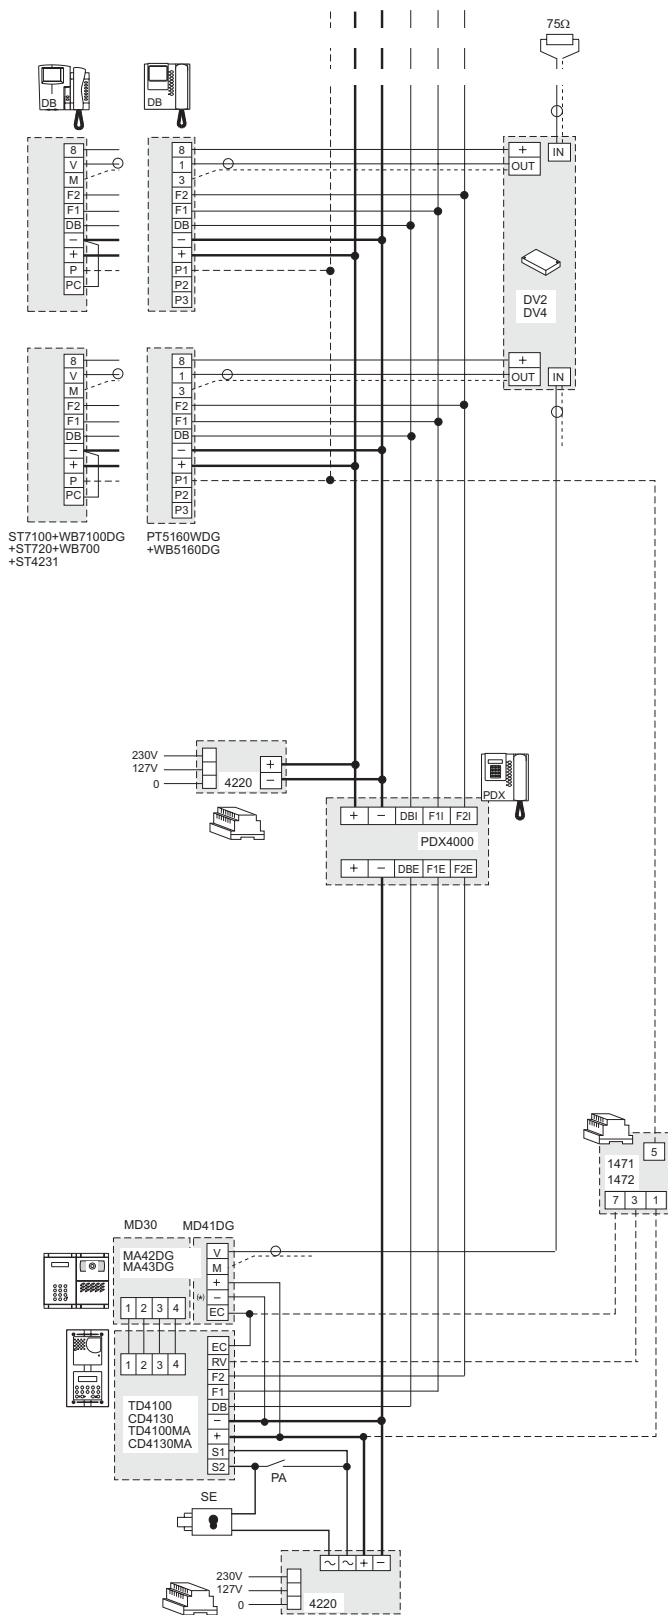 75Ω
DB
DB
8
V
M
F2
F1
DB
–
+
P
PC
8
1
3
F2
F1
DB
–
+
P1
P2
P3
+
OUT
IN
DV2
DV4
8
V
M
F2
F1
DB
–
+
P
PC
8
1
3
F2
F1
DB
–
+
P1
P2
P3
+
OUT
IN
ST7100+WB7100DG
+ST720+WB700
+ST4231
PT5160WDG
+WB5160DG
230V
127V
0
+
–
4220
PDX
+ – DBI F1I F2I
PDX4000
+ – DBE F1E F2E
5
1471
1472
7 3 1
MD30
MD41DG
MA42DG
MA43DG
1 2 3 4
V
M
+
(*) –
EC
1 2 3 4
TD4100
CD4130
TD4100MA
CD4130MA
EC
RV
F2
F1
DB
–
+
S1
S2
PA
SE
~ ~ + –
230V
127V
0
4220